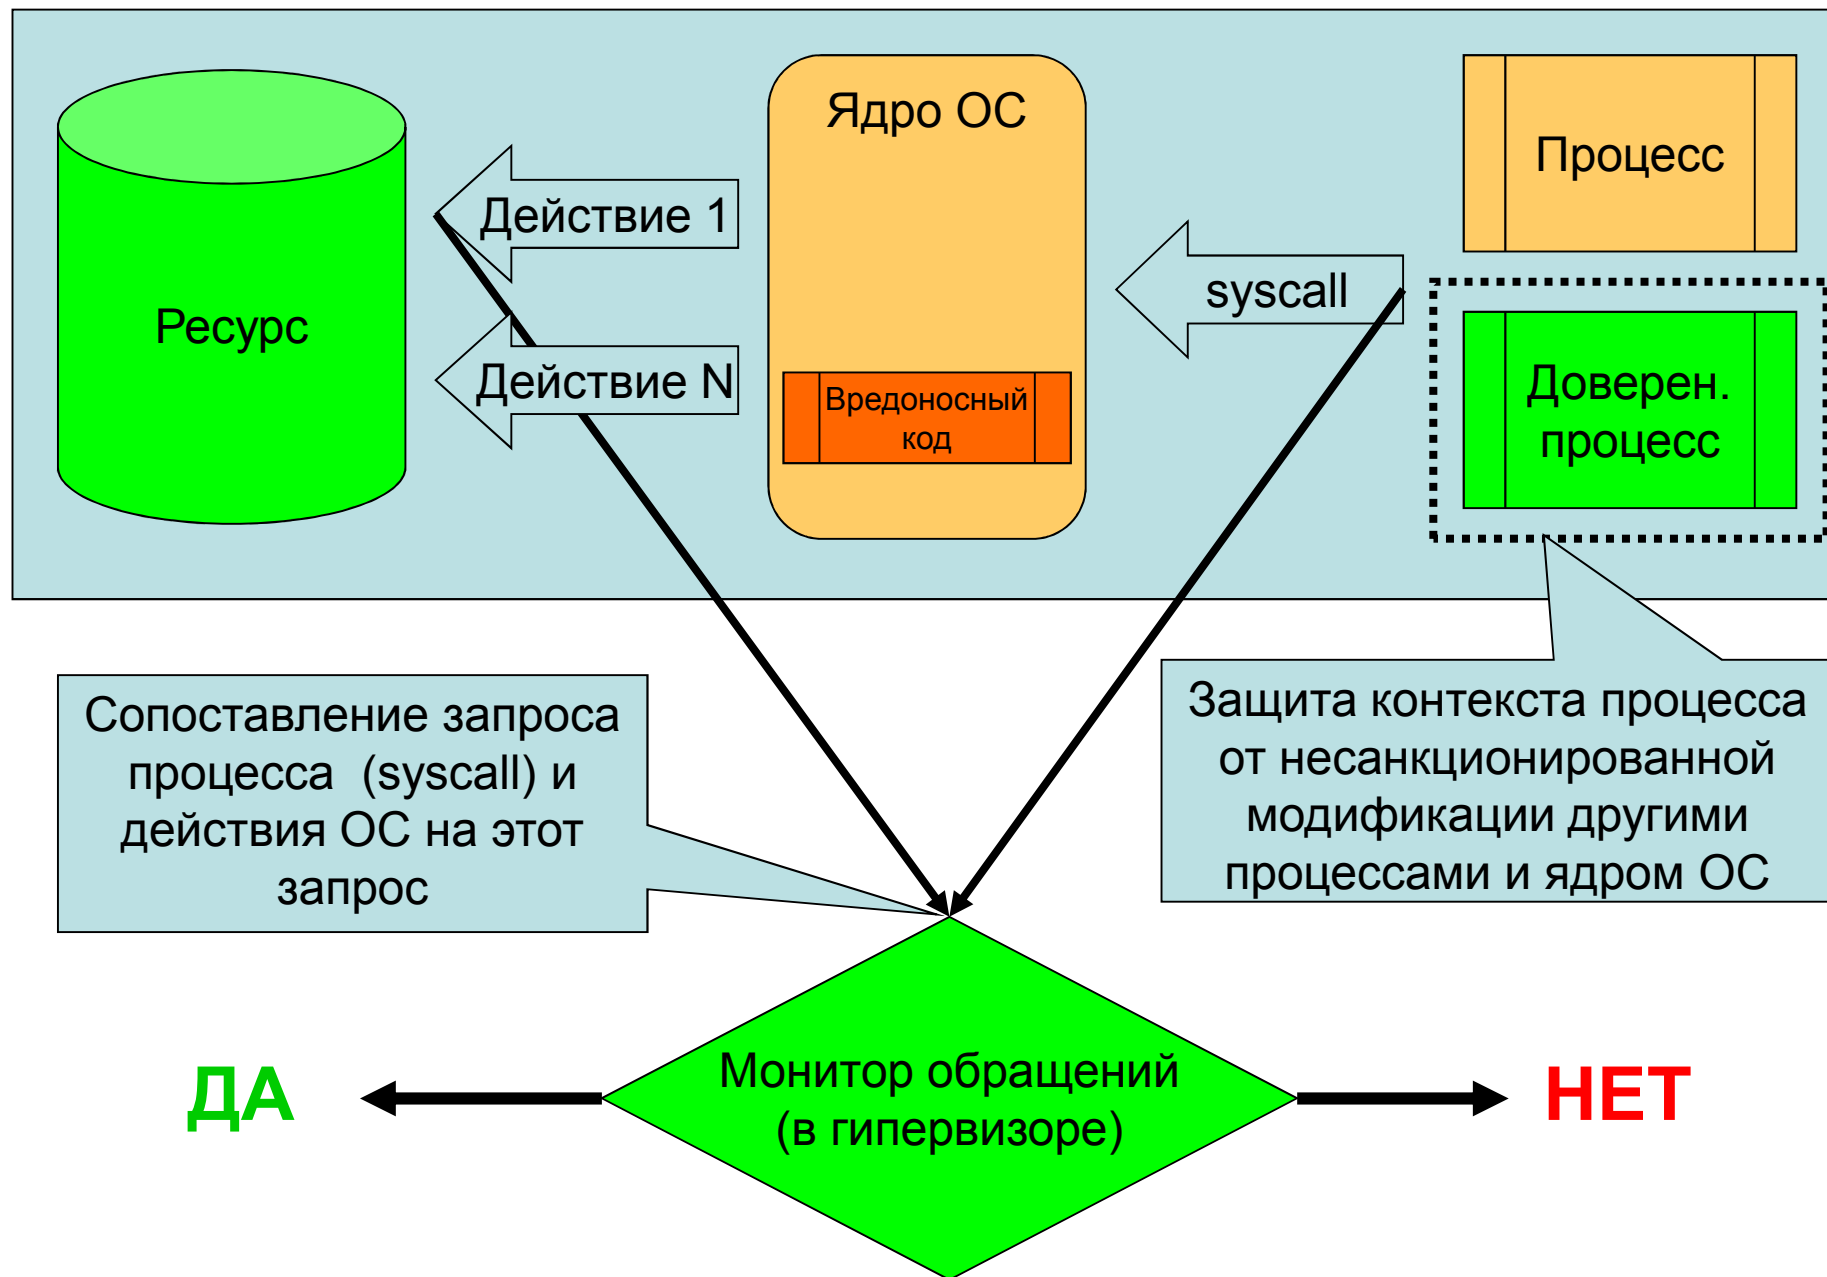 Ядро ОС
Процесс
Действие 1
syscall
Ресурс
Действие N
Вредоносный
код
Доверен.
процесс
Сопоставление запроса
процесса (syscall) и
действия ОС на этот
запрос
Защита контекста процесса
от несанкционированной
модификации другими
процессами и ядром ОС
Монитор обращений
(в гипервизоре)
ДА
НЕТ